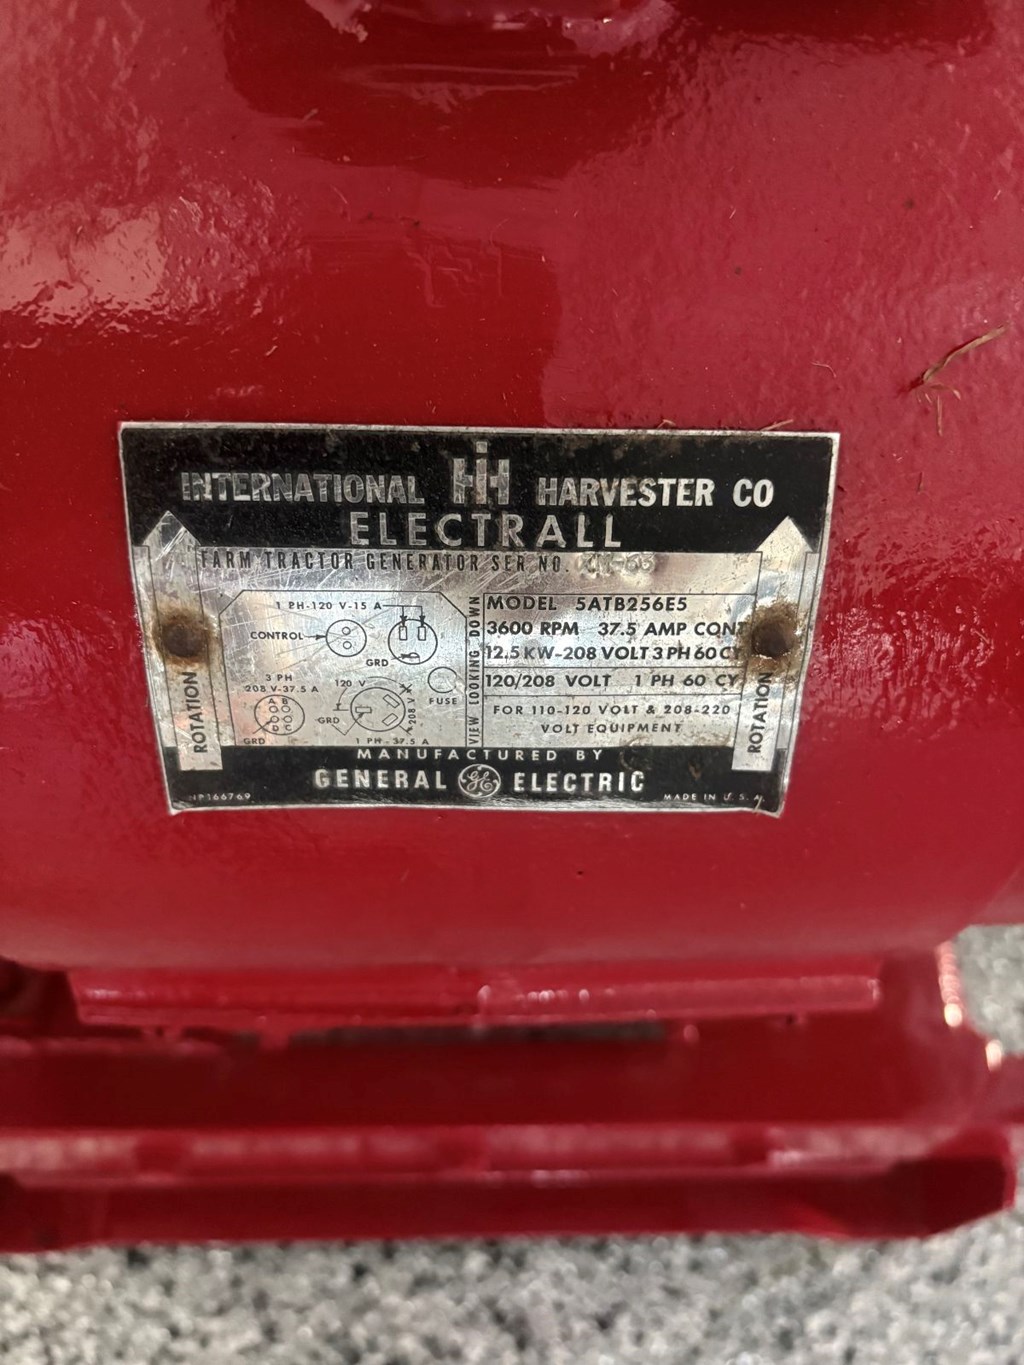 INTERNATIONAL IH HARVESTER CO
ELECTRALL
FARM TRACTOR GENERATOR SER NO.
1 PH-120 V-15 A
CONTROL
GRD
3 PH
208 V-37.5 A
A B
D C
GRD
120 V
GRD
208 V
1 PH-37.5 A
FUSE
VIEW LOOKING DOWN
MODEL 5ATB256E5
3600 RPM 37.5 AMP CONT
12.5 KW-208 VOLT 3 PH 60 CY
120/208 VOLT 1 PH 60 CY
FOR 110-120 VOLT & 208-220
VOLT EQUIPMENT
ROTATION
ROTATION
MANUFACTURED BY
GENERAL GE ELECTRIC
NP166769
MADE IN U.S.A.